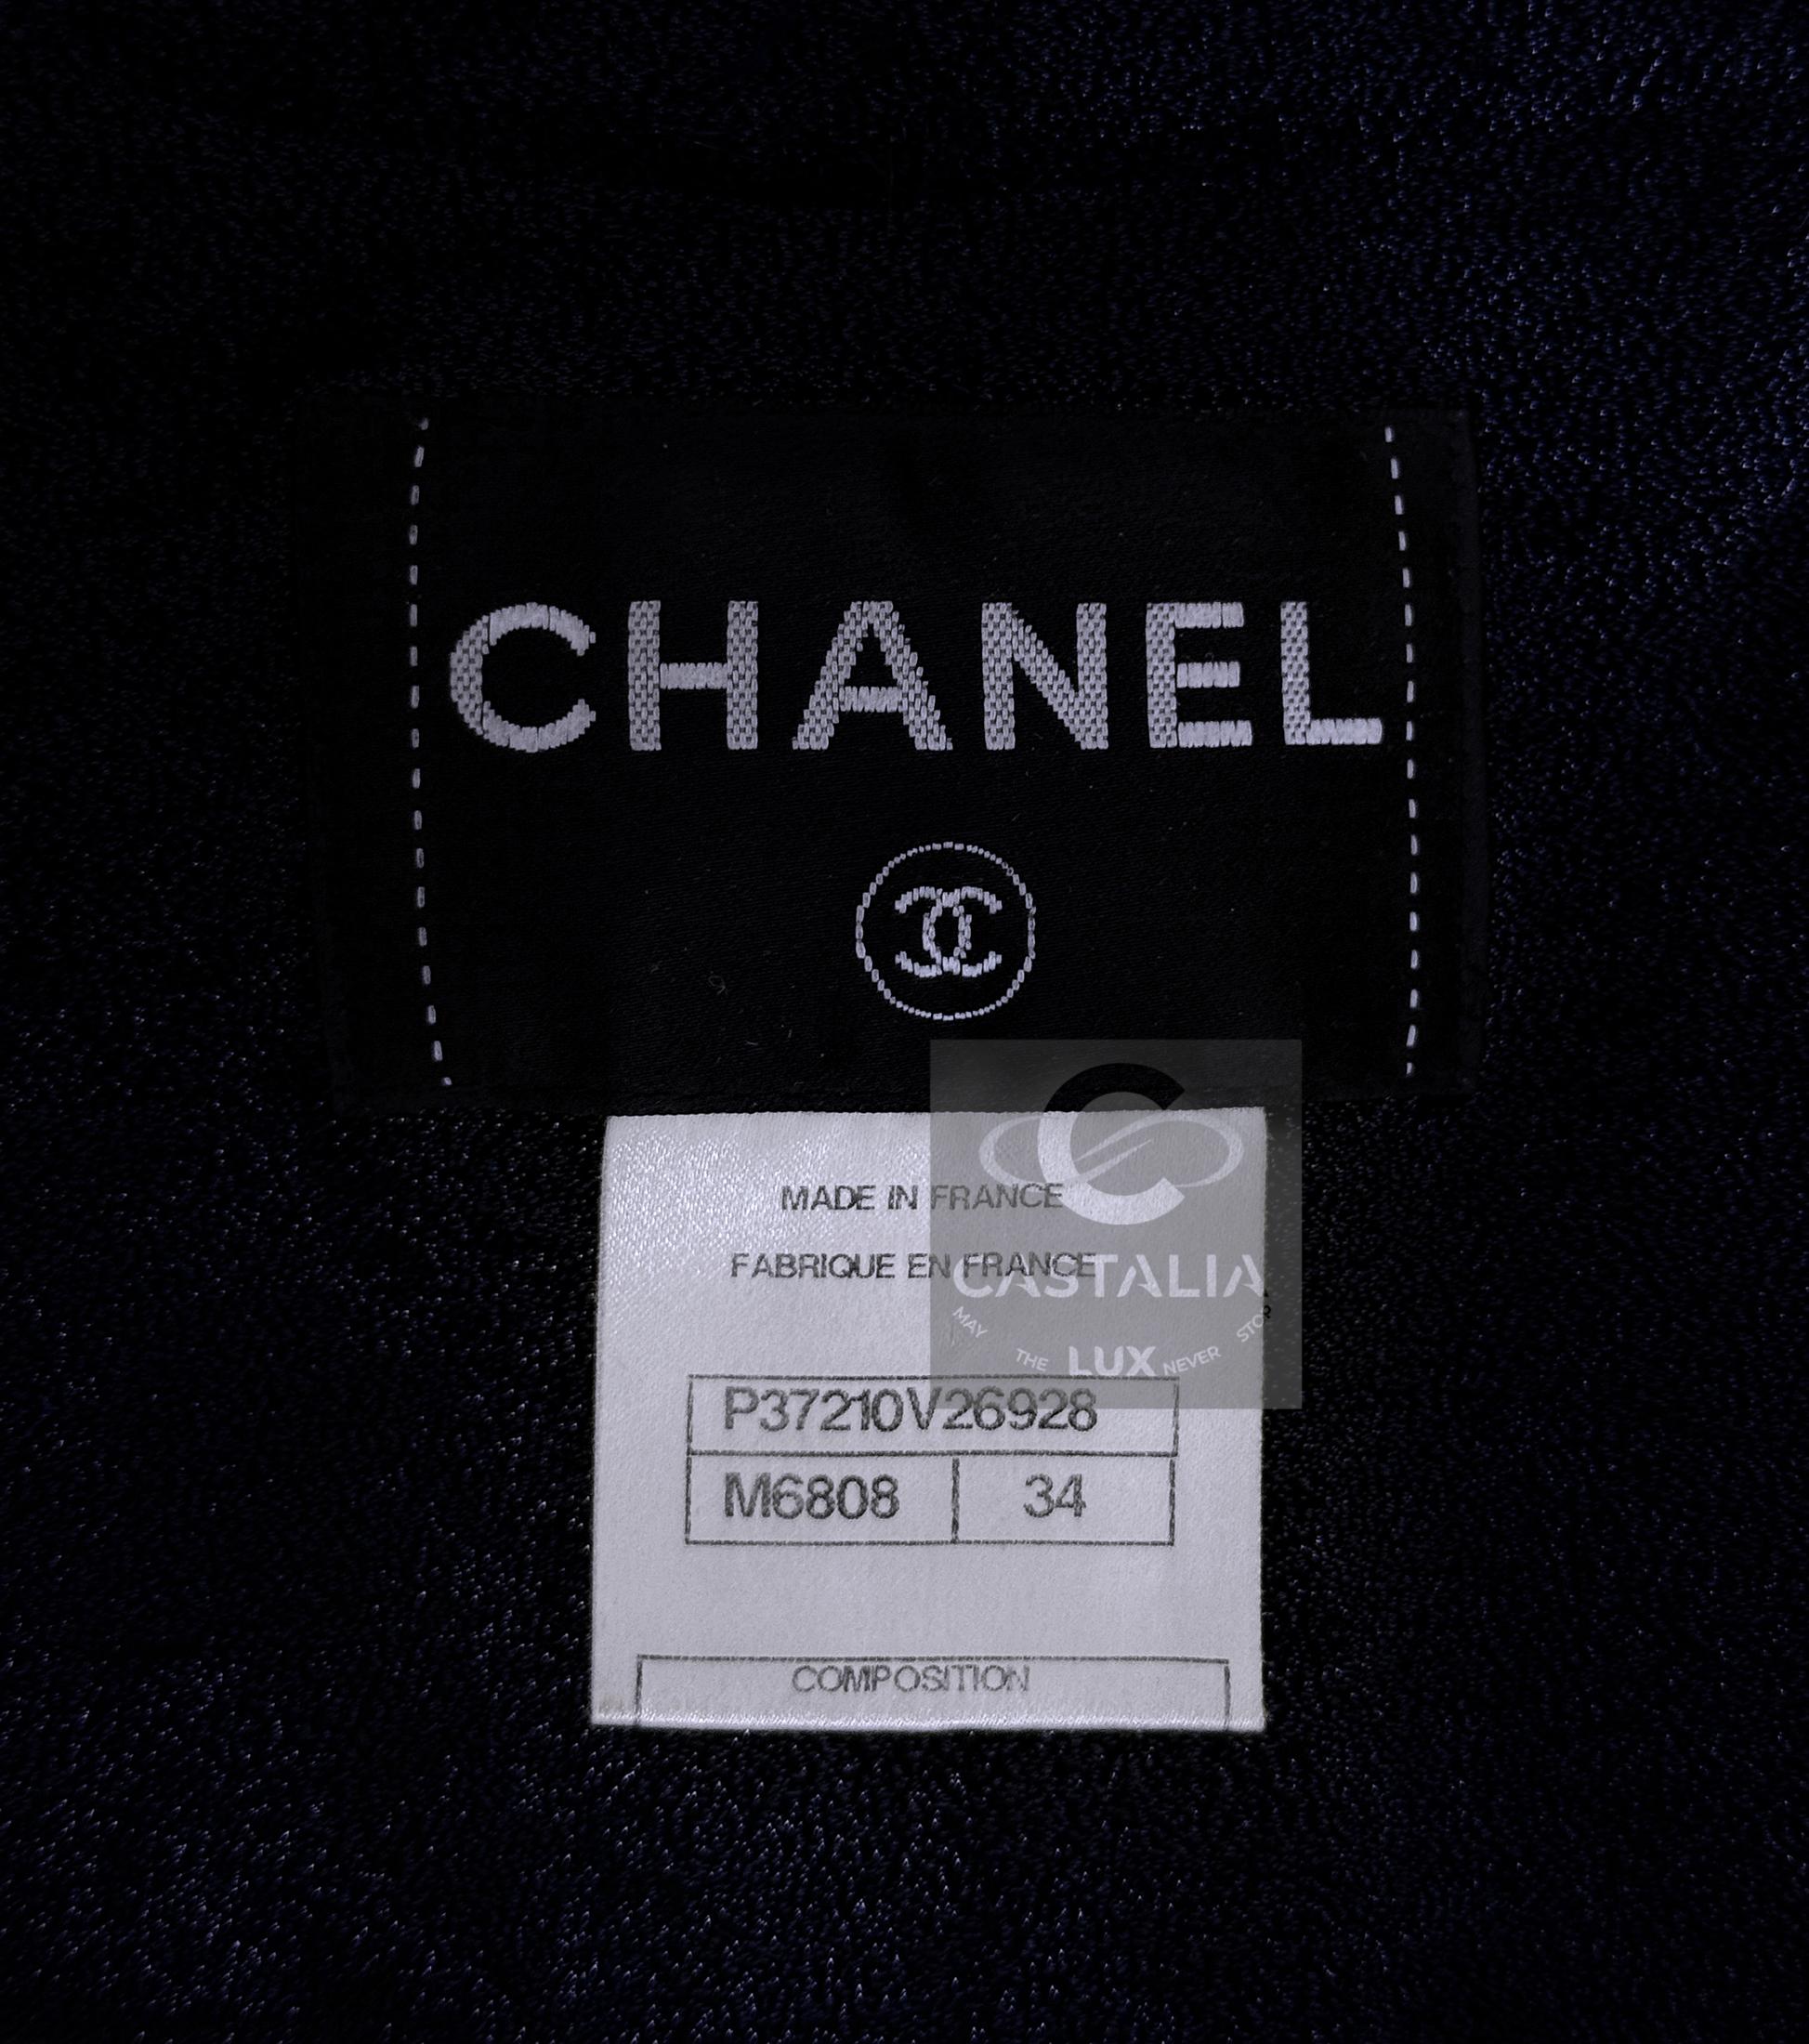 CHANEL
MADE IN FRANCE
FABRIQUE EN FRANCE
CASTALIA
MAY THE LUX NEVER STOP
P37210V26928
M6808 34
COMPOSITION